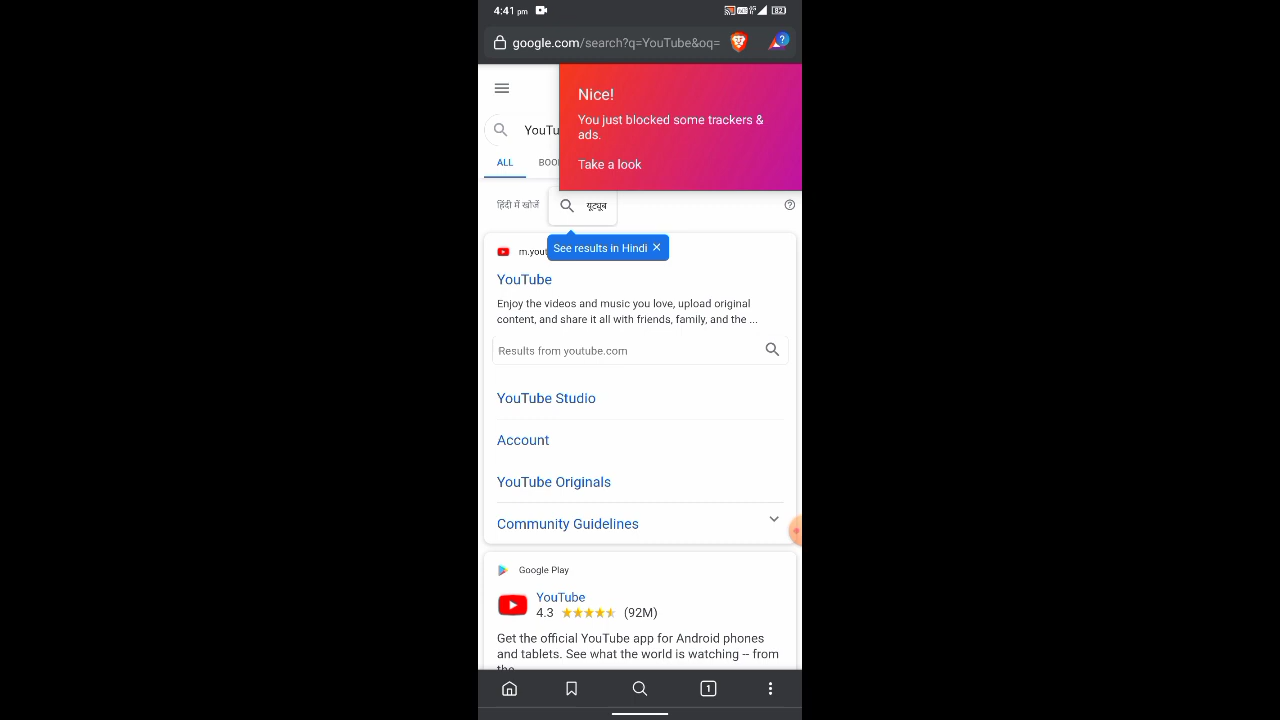 4:41 pm
82
google.com/search?q=YouTube&oq=
?
Nice!
You just blocked some trackers &
ads.
Take a look
YouTu
ALL BOO
हिंदी में खोजें यूट्यूब
See results in Hindi
m.yout
YouTube
Enjoy the videos and music you love, upload original
content, and share it all with friends, family, and the ...
Results from youtube.com
YouTube Studio
Account
YouTube Originals
Community Guidelines
Google Play
YouTube
4.3 (92M)
Get the official YouTube app for Android phones
and tablets. See what the world is watching -- from
the
1